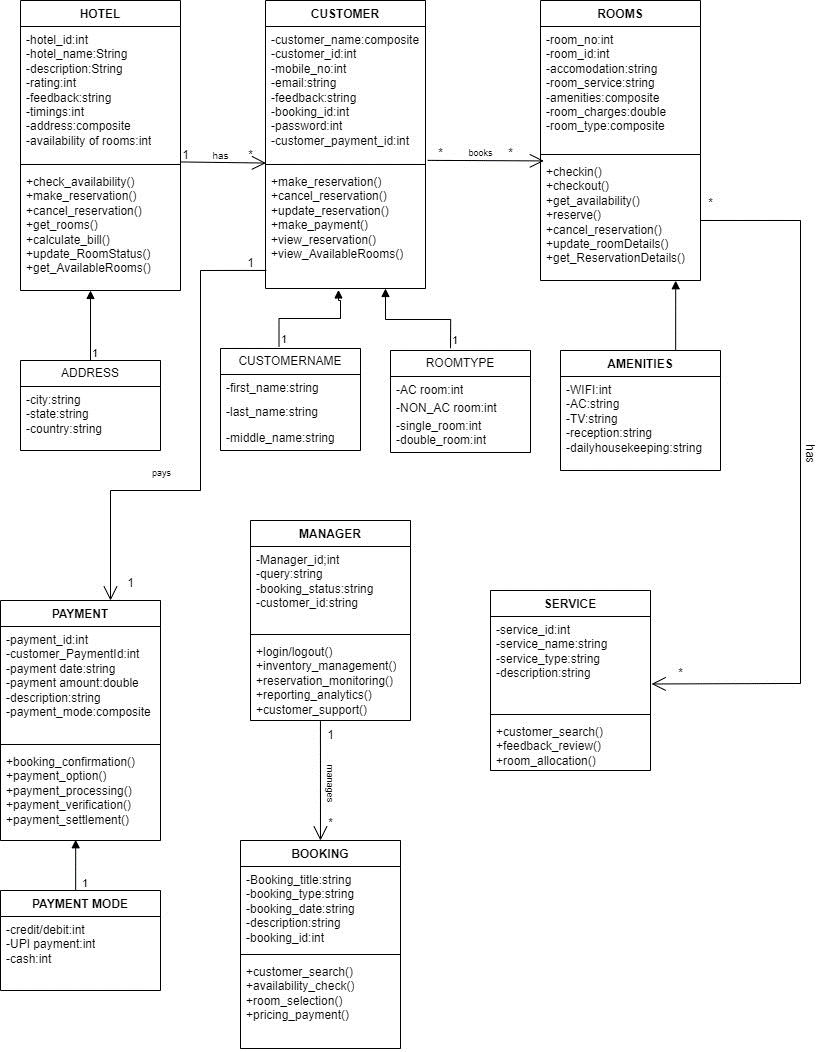 HOTEL
-hotel_id:int
-hotel_name:String
-description:String
-rating:int
-feedback:string
-timings:int
-address:composite
-availability of rooms:int
+check_availability()
+make_reservation()
+cancel_reservation()
+get_rooms()
+calculate_bill()
+update_RoomStatus()
+get_AvailableRooms()
1
has
*
CUSTOMER
-customer_name:composite
-customer_id:int
-mobile_no:int
-email:string
-feedback:string
-booking_id:int
-password:int
-customer_payment_id:int
+make_reservation()
+cancel_reservation()
+update_reservation()
+make_payment()
+view_reservation()
+view_AvailableRooms()
*
books
*
ROOMS
-room_no:int
-room_id:int
-accomodation:string
-room_service:string
-amenities:composite
-room_charges:double
-room_type:composite
+checkin()
+checkout()
+get_availability()
+reserve()
+cancel_reservation()
+update_roomDetails()
+get_ReservationDetails()
*
1
1
ADDRESS
-city:string
-state:string
-country:string
1
CUSTOMERNAME
-first_name:string
-last_name:string
-middle_name:string
1
ROOMTYPE
-AC room:int
-NON_AC room:int
-single_room:int
-double_room:int
AMENITIES
-WIFI:int
-AC:string
-TV:string
-reception:string
-dailyhousekeeping:string
has
pays
1
PAYMENT
-payment_id:int
-customer_PaymentId:int
-payment date:string
-payment amount:double
-description:string
-payment_mode:composite
+booking_confirmation()
+payment_option()
+payment_processing()
+payment_verification()
+payment_settlement()
MANAGER
-Manager_id;int
-query:string
-booking_status:string
-customer_id:string
+login/logout()
+inventory_management()
+reservation_monitoring()
+reporting_analytics()
+customer_support()
SERVICE
-service_id:int
-service_name:string
-service_type:string
-description:string
+customer_search()
+feedback_review()
+room_allocation()
*
1
manages
*
1
PAYMENT MODE
-credit/debit:int
-UPI payment:int
-cash:int
BOOKING
-Booking_title:string
-booking_type:string
-booking_date:string
-description:string
-booking_id:int
+customer_search()
+availability_check()
+room_selection()
+pricing_payment()